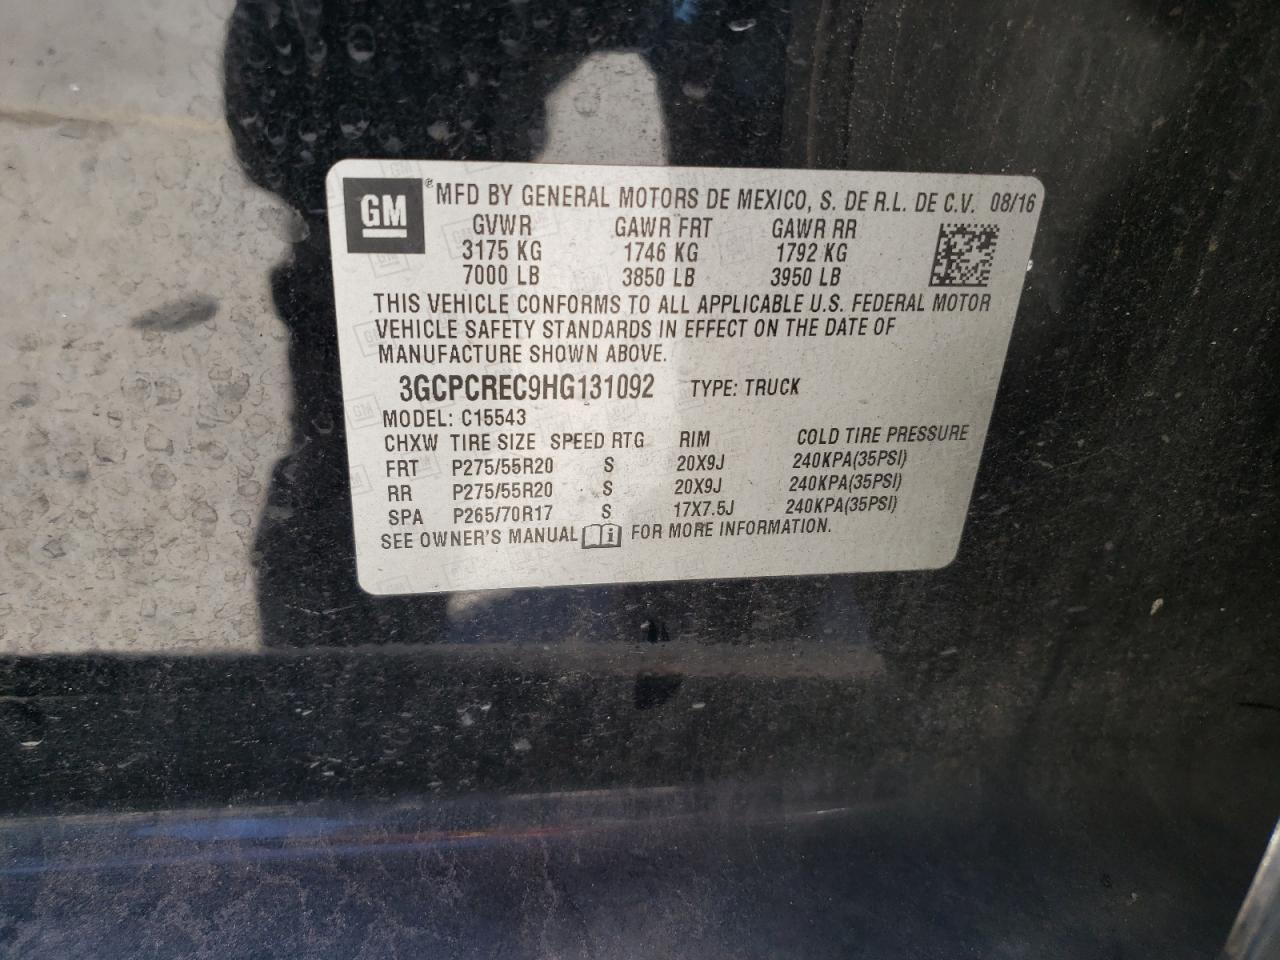 GM ® MFD BY GENERAL MOTORS DE MEXICO, S. DE R.L. DE C.V. 08/16
GVWR GAWR FRT GAWR RR
3175 KG 1746 KG 1792 KG
7000 LB 3850 LB 3950 LB
THIS VEHICLE CONFORMS TO ALL APPLICABLE U.S. FEDERAL MOTOR
VEHICLE SAFETY STANDARDS IN EFFECT ON THE DATE OF
MANUFACTURE SHOWN ABOVE.
3GCPCREC9HG131092 TYPE: TRUCK
MODEL: C15543
CHXW TIRE SIZE SPEED RTG RIM COLD TIRE PRESSURE
FRT P275/55R20 S 20X9J 240KPA(35PSI)
RR P275/55R20 S 20X9J 240KPA(35PSI)
SPA P265/70R17 S 17X7.5J 240KPA(35PSI)
SEE OWNER'S MANUAL i FOR MORE INFORMATION.